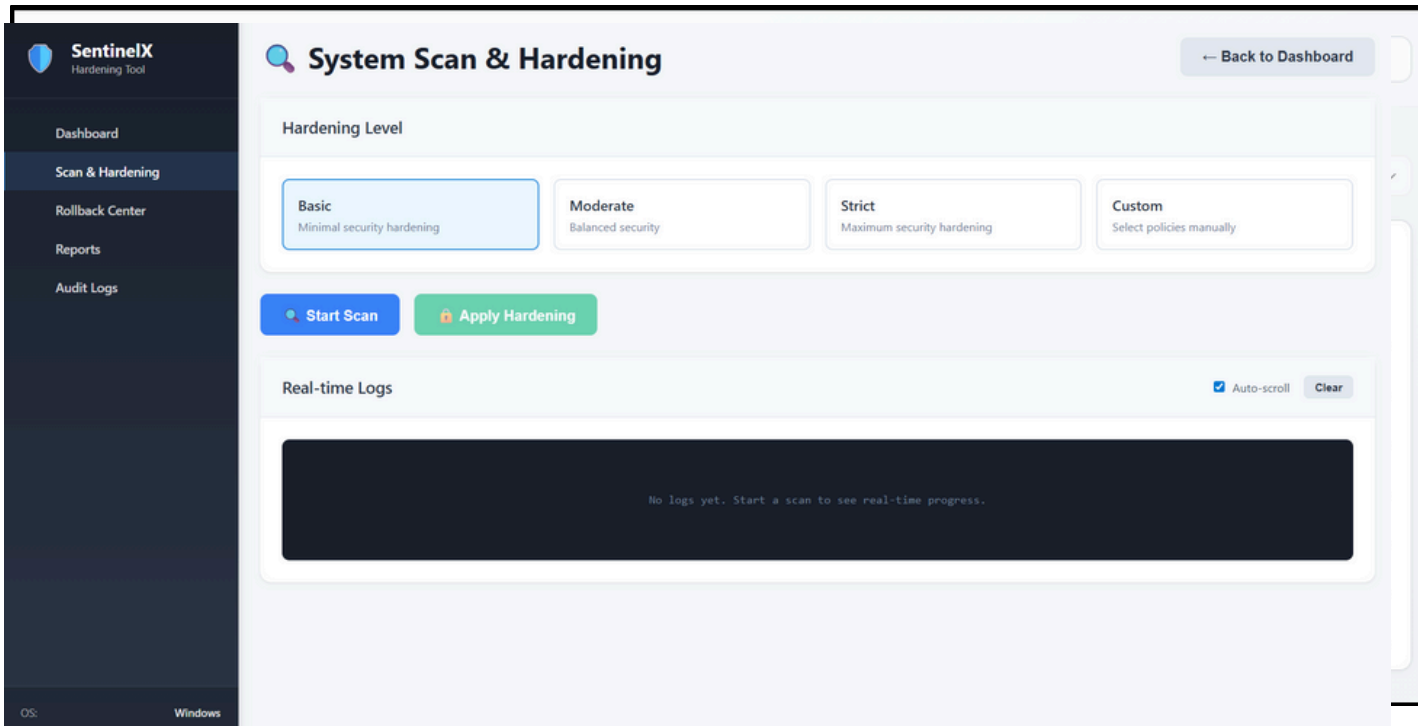 SentinelX
Hardening Tool
Dashboard
Scan & Hardening
Rollback Center
Reports
Audit Logs
OS: Windows
System Scan & Hardening
← Back to Dashboard
Hardening Level
Basic
Minimal security hardening
Moderate
Balanced security
Strict
Maximum security hardening
Custom
Select policies manually
Start Scan
Apply Hardening
Real-time Logs
Auto-scroll
Clear
No logs yet. Start a scan to see real-time progress.